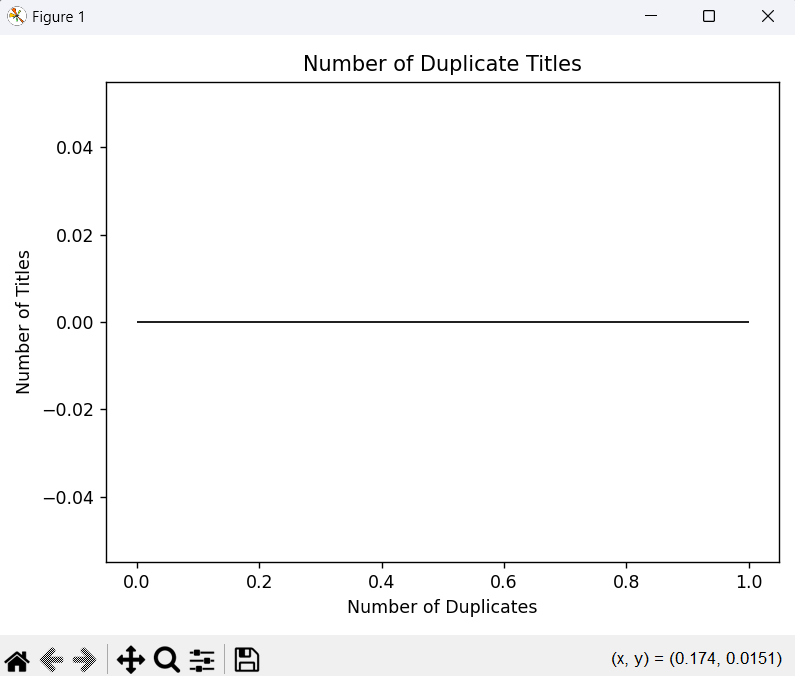 Figure 1
Number of Duplicate Titles
0.04
0.02
0.00
−0.02
−0.04
Number of Titles
0.0 0.2 0.4 0.6 0.8 1.0
Number of Duplicates
(x, y) = (0.174, 0.0151)